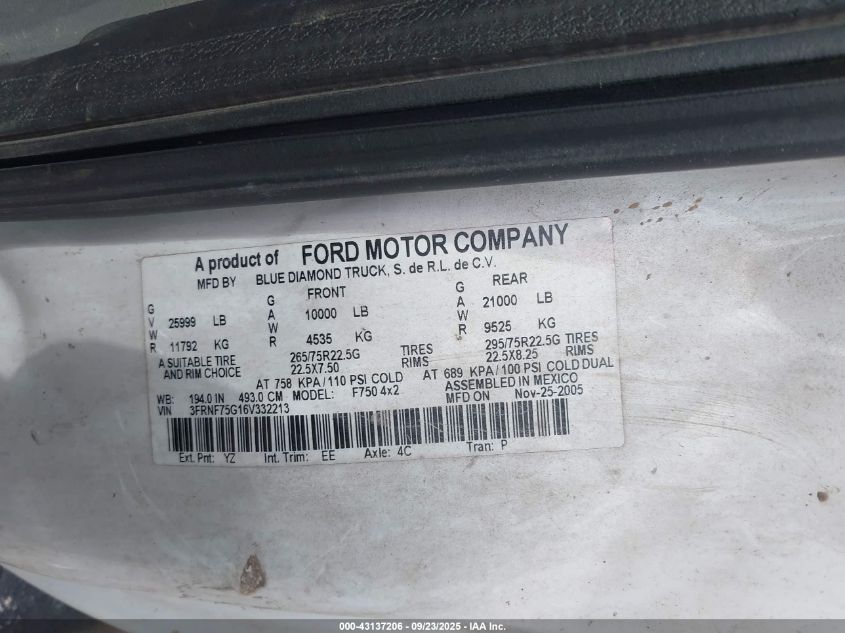 A product of FORD MOTOR COMPANY
MFD BY BLUE DIAMOND TRUCK, S. de R.L. de C.V.
GVWR 25999 LB 11792 KG
FRONT GAWR 10000 LB 4535 KG
REAR GAWR 21000 LB 9525 KG
A SUITABLE TIRE AND RIM CHOICE
265/75R22.5G TIRES 22.5X7.50 RIMS
295/75R22.5G TIRES 22.5X8.25 RIMS
AT 758 KPA/110 PSI COLD AT 689 KPA/100 PSI COLD DUAL
ASSEMBLED IN MEXICO
WB: 194.0 IN 493.0 CM MODEL: F750 4x2 MFD ON Nov-25-2005
VIN 3FRNF75G16V332213
Ext. Pnt: YZ Int. Trim: EE Axle: 4C Tran: P
000-43137206 - 09/23/2025 - IAA Inc.